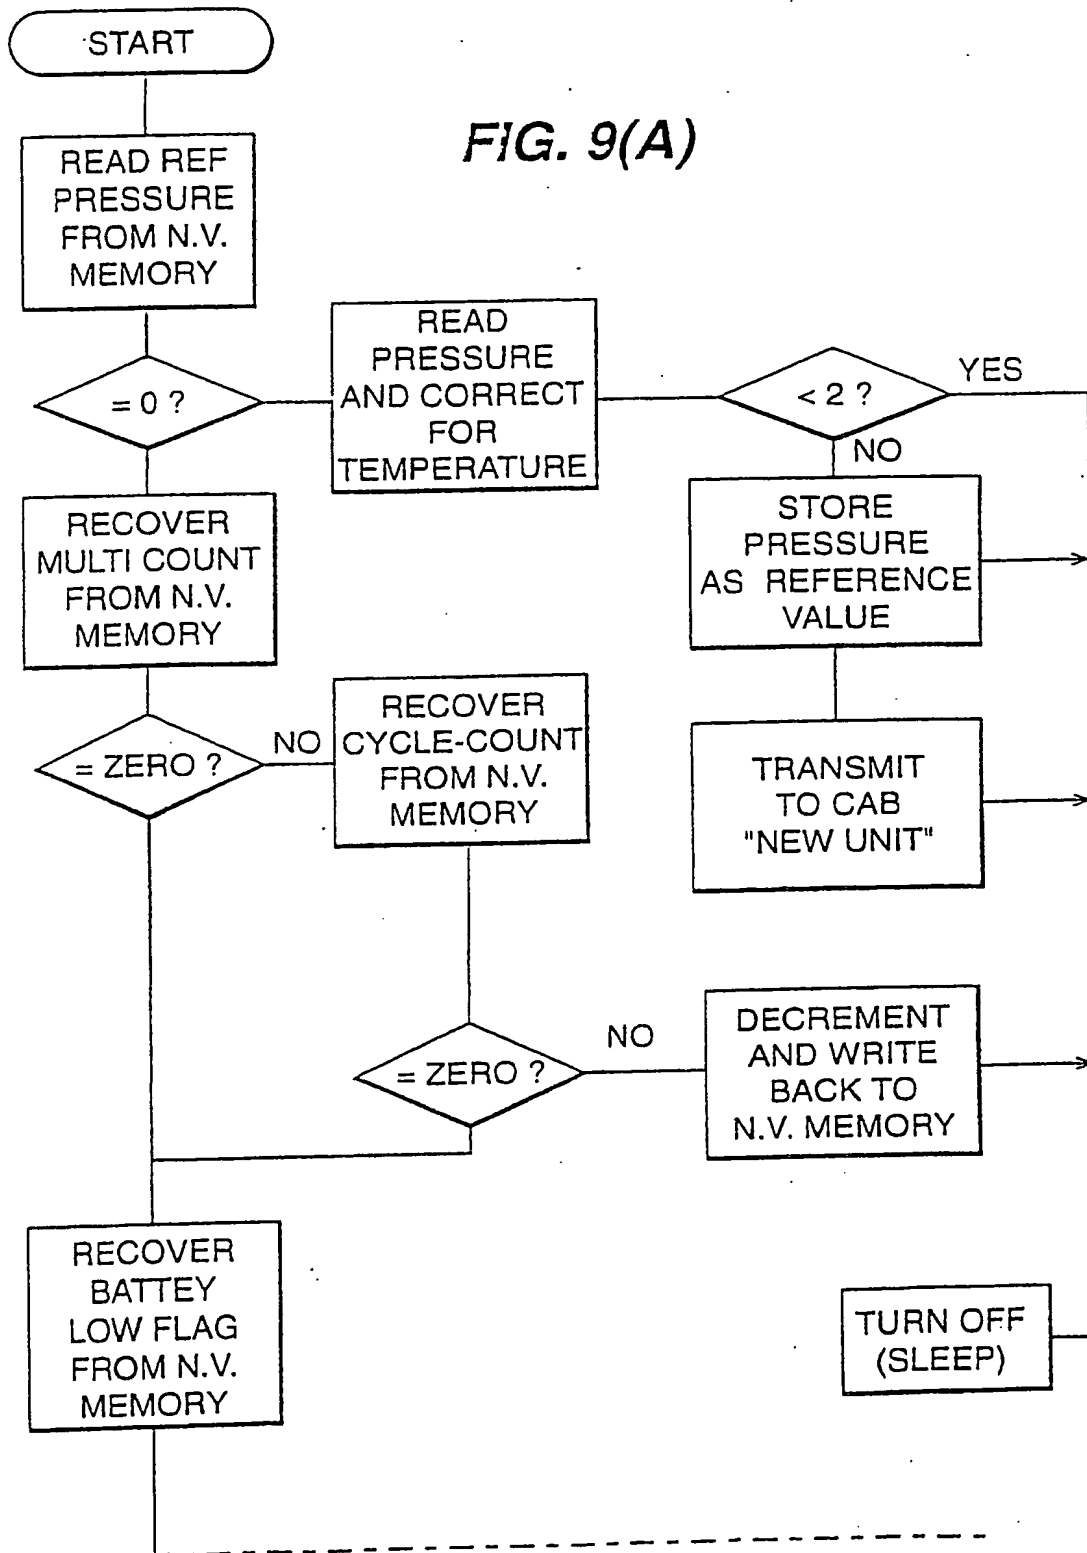 START
FIG. 9(A)
READ REF
PRESSURE
FROM N.V.
MEMORY
= 0 ?
READ
PRESSURE
AND CORRECT
FOR
TEMPERATURE
< 2 ?
YES
NO
STORE
PRESSURE
AS REFERENCE
VALUE
TRANSMIT
TO CAB
"NEW UNIT"
RECOVER
MULTI COUNT
FROM N.V.
MEMORY
= ZERO ?
NO
RECOVER
CYCLE-COUNT
FROM N.V.
MEMORY
= ZERO ?
NO
DECREMENT
AND WRITE
BACK TO
N.V. MEMORY
RECOVER
BATTEY
LOW FLAG
FROM N.V.
MEMORY
TURN OFF
(SLEEP)